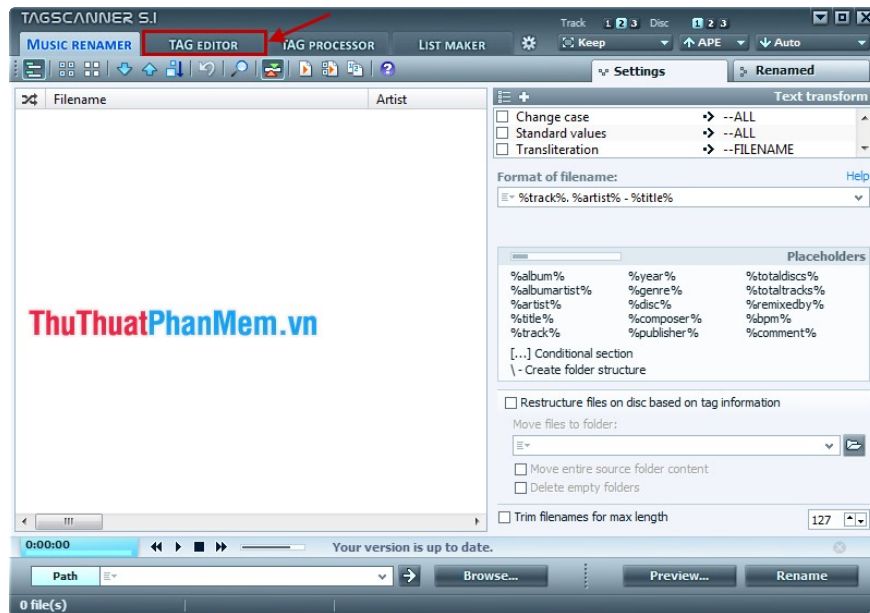 TAGSCANNER 5.1
Track 1 2 3 Disc 1 2 3
MUSIC RENAMER TAG EDITOR TAG PROCESSOR LIST MAKER Keep APE Auto
Settings Renamed
Filename Artist
Text transform
Change case --ALL
Standard values --ALL
Transliteration --FILENAME
Format of filename: Help
%track%. %artist% - %title%
Placeholders
%album% %year% %totaldiscs%
%albumartist% %genre% %totaltracks%
%artist% %disc% %remixedby%
%title% %composer% %bpm%
%track% %publisher% %comment%
[...] Conditional section
\ - Create folder structure
ThuThuatPhanMem.vn
Restructure files on disc based on tag information
Move files to folder:
Move entire source folder content
Delete empty folders
Trim filenames for max length 127
0:00:00 Your version is up to date.
Path Browse... Preview... Rename
0 file(s)